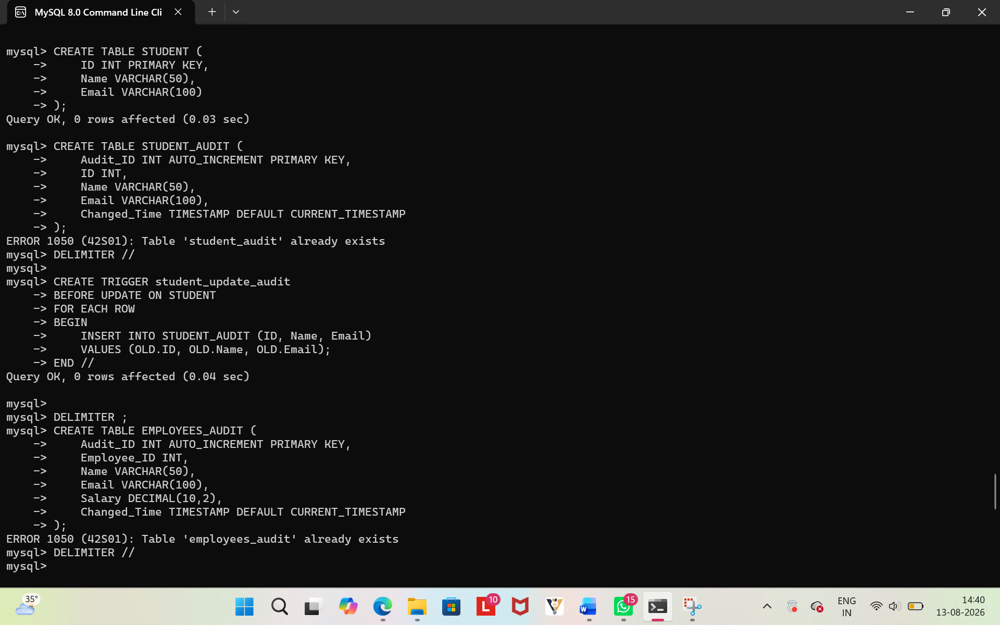 MySQL 8.0 Command Line Cli
mysql> CREATE TABLE STUDENT (
    ->     ID INT PRIMARY KEY,
    ->     Name VARCHAR(50),
    ->     Email VARCHAR(100)
    -> );
Query OK, 0 rows affected (0.03 sec)
mysql> CREATE TABLE STUDENT_AUDIT (
    ->     Audit_ID INT AUTO_INCREMENT PRIMARY KEY,
    ->     ID INT,
    ->     Name VARCHAR(50),
    ->     Email VARCHAR(100),
    ->     Changed_Time TIMESTAMP DEFAULT CURRENT_TIMESTAMP
    -> );
ERROR 1050 (42S01): Table 'student_audit' already exists
mysql> DELIMITER //
mysql>
mysql> CREATE TRIGGER student_update_audit
    -> BEFORE UPDATE ON STUDENT
    -> FOR EACH ROW
    -> BEGIN
    ->     INSERT INTO STUDENT_AUDIT (ID, Name, Email)
    ->     VALUES (OLD.ID, OLD.Name, OLD.Email);
    -> END //
Query OK, 0 rows affected (0.04 sec)
mysql>
mysql> DELIMITER ;
mysql> CREATE TABLE EMPLOYEES_AUDIT (
    ->     Audit_ID INT AUTO_INCREMENT PRIMARY KEY,
    ->     Employee_ID INT,
    ->     Name VARCHAR(50),
    ->     Email VARCHAR(100),
    ->     Salary DECIMAL(10,2),
    ->     Changed_Time TIMESTAMP DEFAULT CURRENT_TIMESTAMP
    -> );
ERROR 1050 (42S01): Table 'employees_audit' already exists
mysql> DELIMITER //
mysql>
35°
10
15
ENG
IN
14:40
13-08-2026